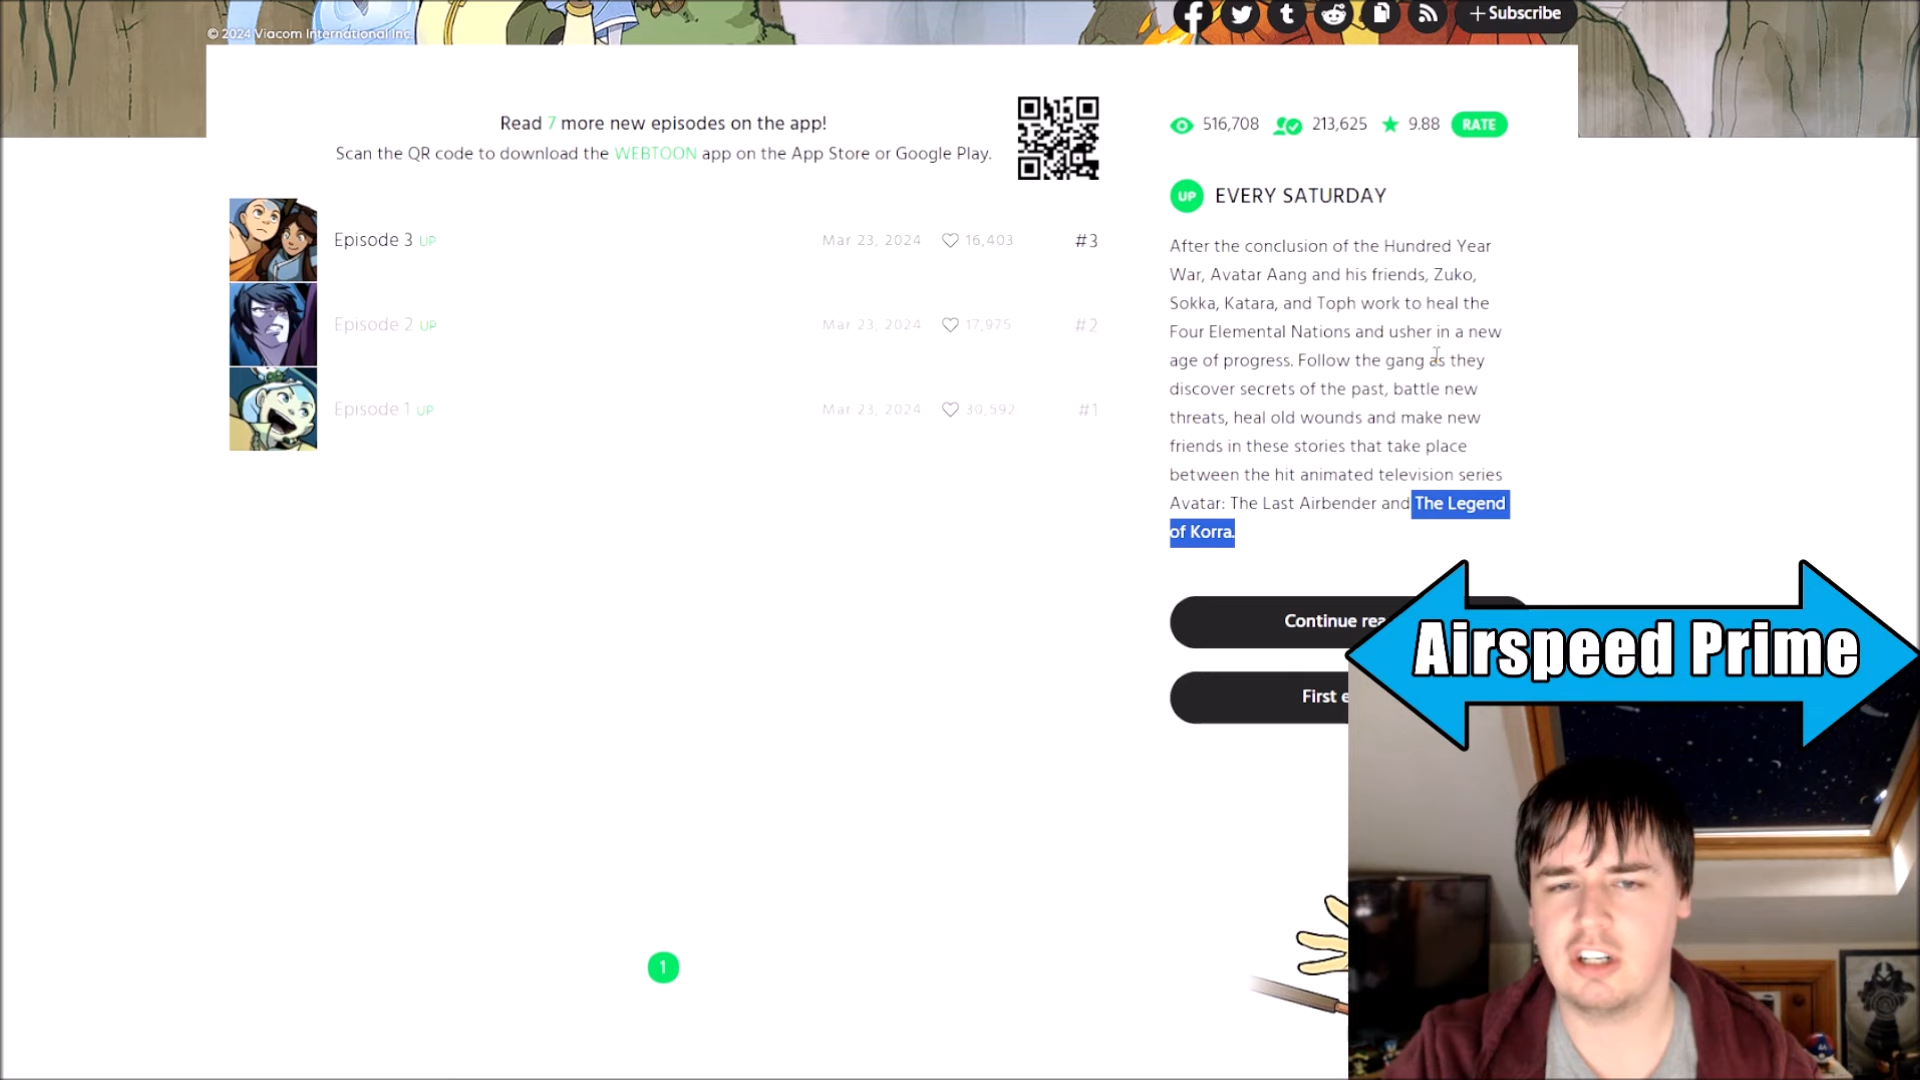 © 2024 Viacom International Inc.
+ Subscribe
Read 7 more new episodes on the app!
Scan the QR code to download the WEBTOON app on the App Store or Google Play.
Episode 3 UP
Mar 23, 2024
16,403
#3
Episode 2 UP
Mar 23, 2024
17,975
#2
Episode 1 UP
Mar 23, 2024
30,592
#1
1
516,708
213,625
9.88
RATE
UP
EVERY SATURDAY
After the conclusion of the Hundred Year
War, Avatar Aang and his friends, Zuko,
Sokka, Katara, and Toph work to heal the
Four Elemental Nations and usher in a new
age of progress. Follow the gang as they
discover secrets of the past, battle new
threats, heal old wounds and make new
friends in these stories that take place
between the hit animated television series
Avatar: The Last Airbender and The Legend
of Korra.
Continue rea
First e
Airspeed Prime